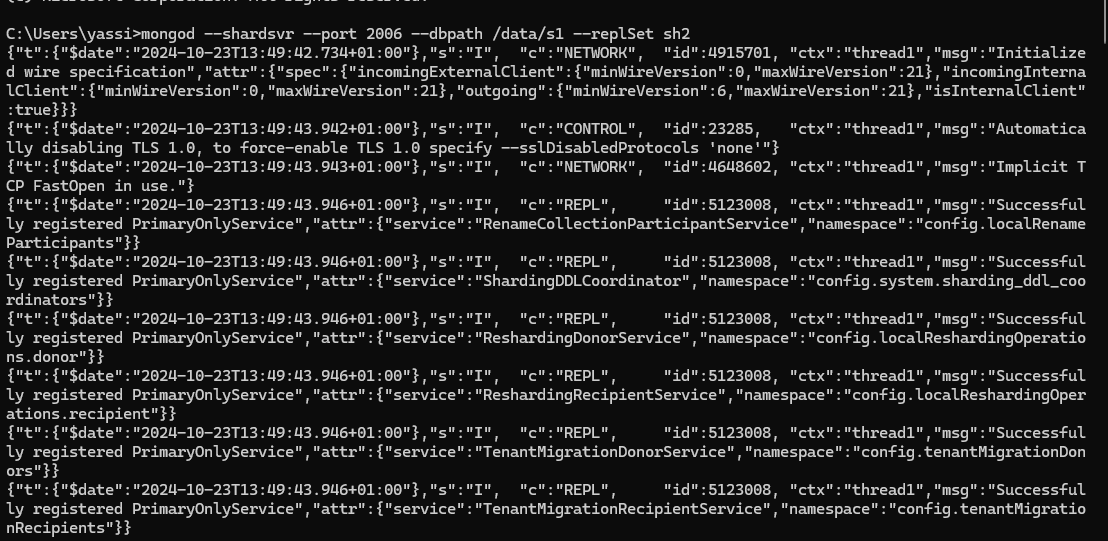 C:\Users\yassi>mongod --shardsvr --port 2006 --dbpath /data/s1 --replSet sh2
{"t":{"$date":"2024-10-23T13:49:42.734+01:00"},"s":"I",  "c":"NETWORK",  "id":4915701, "ctx":"thread1","msg":"Initialize
d wire specification","attr":{"spec":{"incomingExternalClient":{"minWireVersion":0,"maxWireVersion":21},"incomingInterna
lClient":{"minWireVersion":0,"maxWireVersion":21},"outgoing":{"minWireVersion":6,"maxWireVersion":21},"isInternalClient"
:true}}}
{"t":{"$date":"2024-10-23T13:49:43.942+01:00"},"s":"I",  "c":"CONTROL",  "id":23285,   "ctx":"thread1","msg":"Automatica
lly disabling TLS 1.0, to force-enable TLS 1.0 specify --sslDisabledProtocols 'none'"}
{"t":{"$date":"2024-10-23T13:49:43.943+01:00"},"s":"I",  "c":"NETWORK",  "id":4648602, "ctx":"thread1","msg":"Implicit T
CP FastOpen in use."}
{"t":{"$date":"2024-10-23T13:49:43.946+01:00"},"s":"I",  "c":"REPL",     "id":5123008, "ctx":"thread1","msg":"Successful
ly registered PrimaryOnlyService","attr":{"service":"RenameCollectionParticipantService","namespace":"config.localRename
Participants"}}
{"t":{"$date":"2024-10-23T13:49:43.946+01:00"},"s":"I",  "c":"REPL",     "id":5123008, "ctx":"thread1","msg":"Successful
ly registered PrimaryOnlyService","attr":{"service":"ShardingDDLCoordinator","namespace":"config.system.sharding_ddl_coo
rdinators"}}
{"t":{"$date":"2024-10-23T13:49:43.946+01:00"},"s":"I",  "c":"REPL",     "id":5123008, "ctx":"thread1","msg":"Successful
ly registered PrimaryOnlyService","attr":{"service":"ReshardingDonorService","namespace":"config.localReshardingOperatio
ns.donor"}}
{"t":{"$date":"2024-10-23T13:49:43.946+01:00"},"s":"I",  "c":"REPL",     "id":5123008, "ctx":"thread1","msg":"Successful
ly registered PrimaryOnlyService","attr":{"service":"ReshardingRecipientService","namespace":"config.localReshardingOper
ations.recipient"}}
{"t":{"$date":"2024-10-23T13:49:43.946+01:00"},"s":"I",  "c":"REPL",     "id":5123008, "ctx":"thread1","msg":"Successful
ly registered PrimaryOnlyService","attr":{"service":"TenantMigrationDonorService","namespace":"config.tenantMigrationDon
ors"}}
{"t":{"$date":"2024-10-23T13:49:43.946+01:00"},"s":"I",  "c":"REPL",     "id":5123008, "ctx":"thread1","msg":"Successful
ly registered PrimaryOnlyService","attr":{"service":"TenantMigrationRecipientService","namespace":"config.tenantMigratio
nRecipients"}}